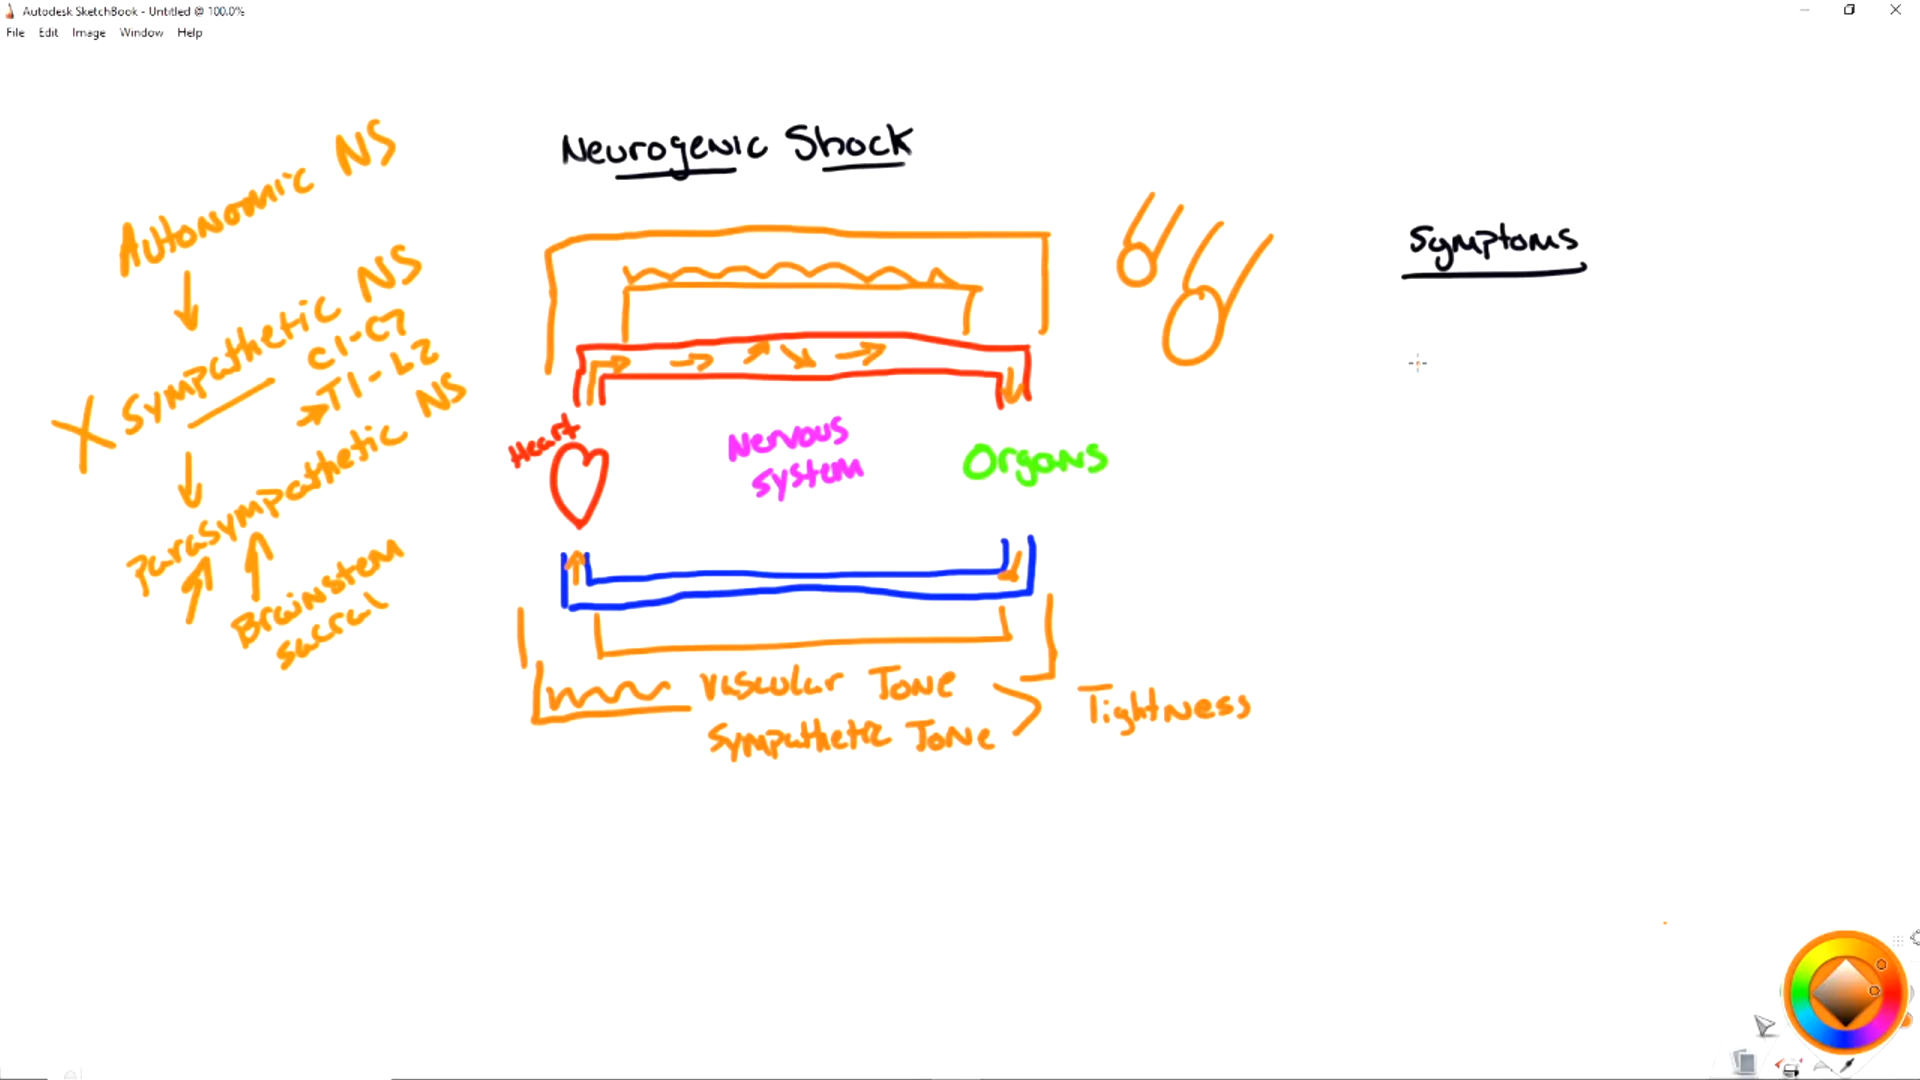 Autodesk SketchBook - Untitled @ 100.0%
File Edit Image Window Help
Neurogenic Shock
Autonomic NS
Sympathetic NS
C1-C7
T1-L2
Parasympathetic NS
Brainstem
sacral
Heart
Nervous
system
Organs
Vascular Tone
Sympathetic Tone
Tightness
Symptoms